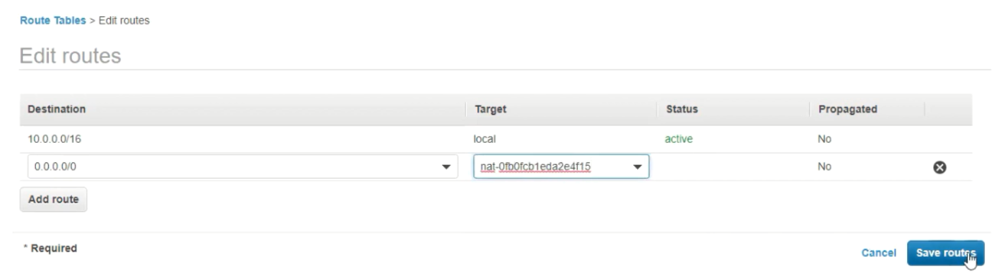 Route Tables > Edit routes
Edit routes
Destination Target Status Propagated
10.0.0.0/16 local active No
0.0.0.0/0 nat-0fb0fcb1eda2e4f15 No
Add route
* Required Cancel Save routes